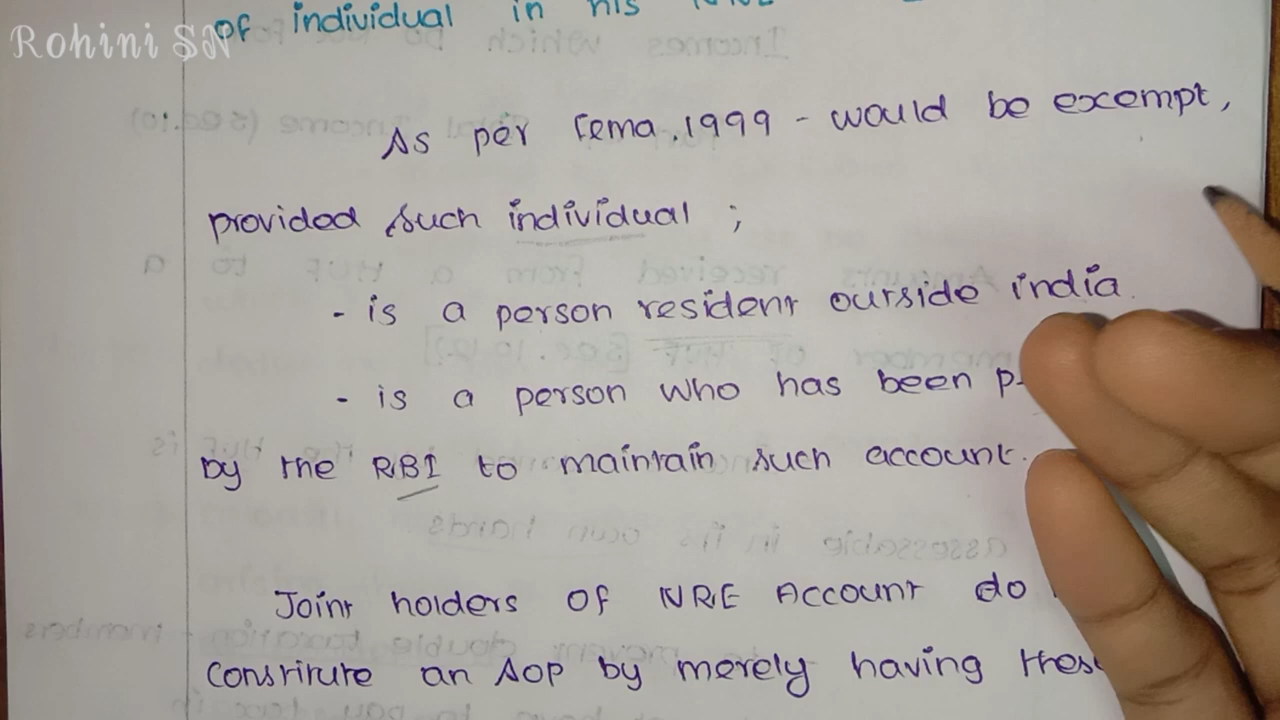 Rohini SN
of individual in his
As per Fema.1999 - would be exempt,
provided such individual ;
- is a person resident outside india.
- is a person who has been
by the RBI to maintain such account.
Joint holders of NRE Account do
constitute an AOP by merely having